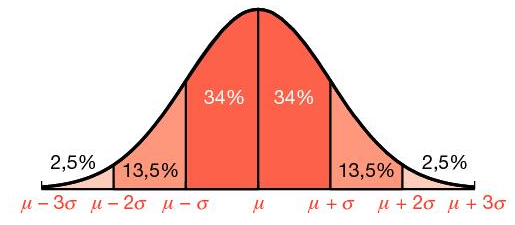 34% 34%
2,5% 13,5% 13,5% 2,5%
μ − 3σ μ − 2σ μ − σ μ μ + σ μ + 2σ μ + 3σ